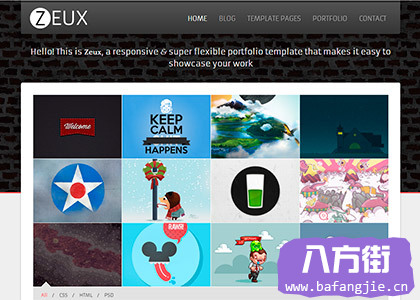 ZEUX
HOME BLOG TEMPLATE PAGES PORTFOLIO CONTACT
Hello! This is Zeux, a responsive & super flexible portfolio template that makes it easy to
showcase your work
Welcome
KEEP
CALM
HAPPENS
RAWR!
All / CSS / HTML / PSD
八方街
www.bafangjie.cn